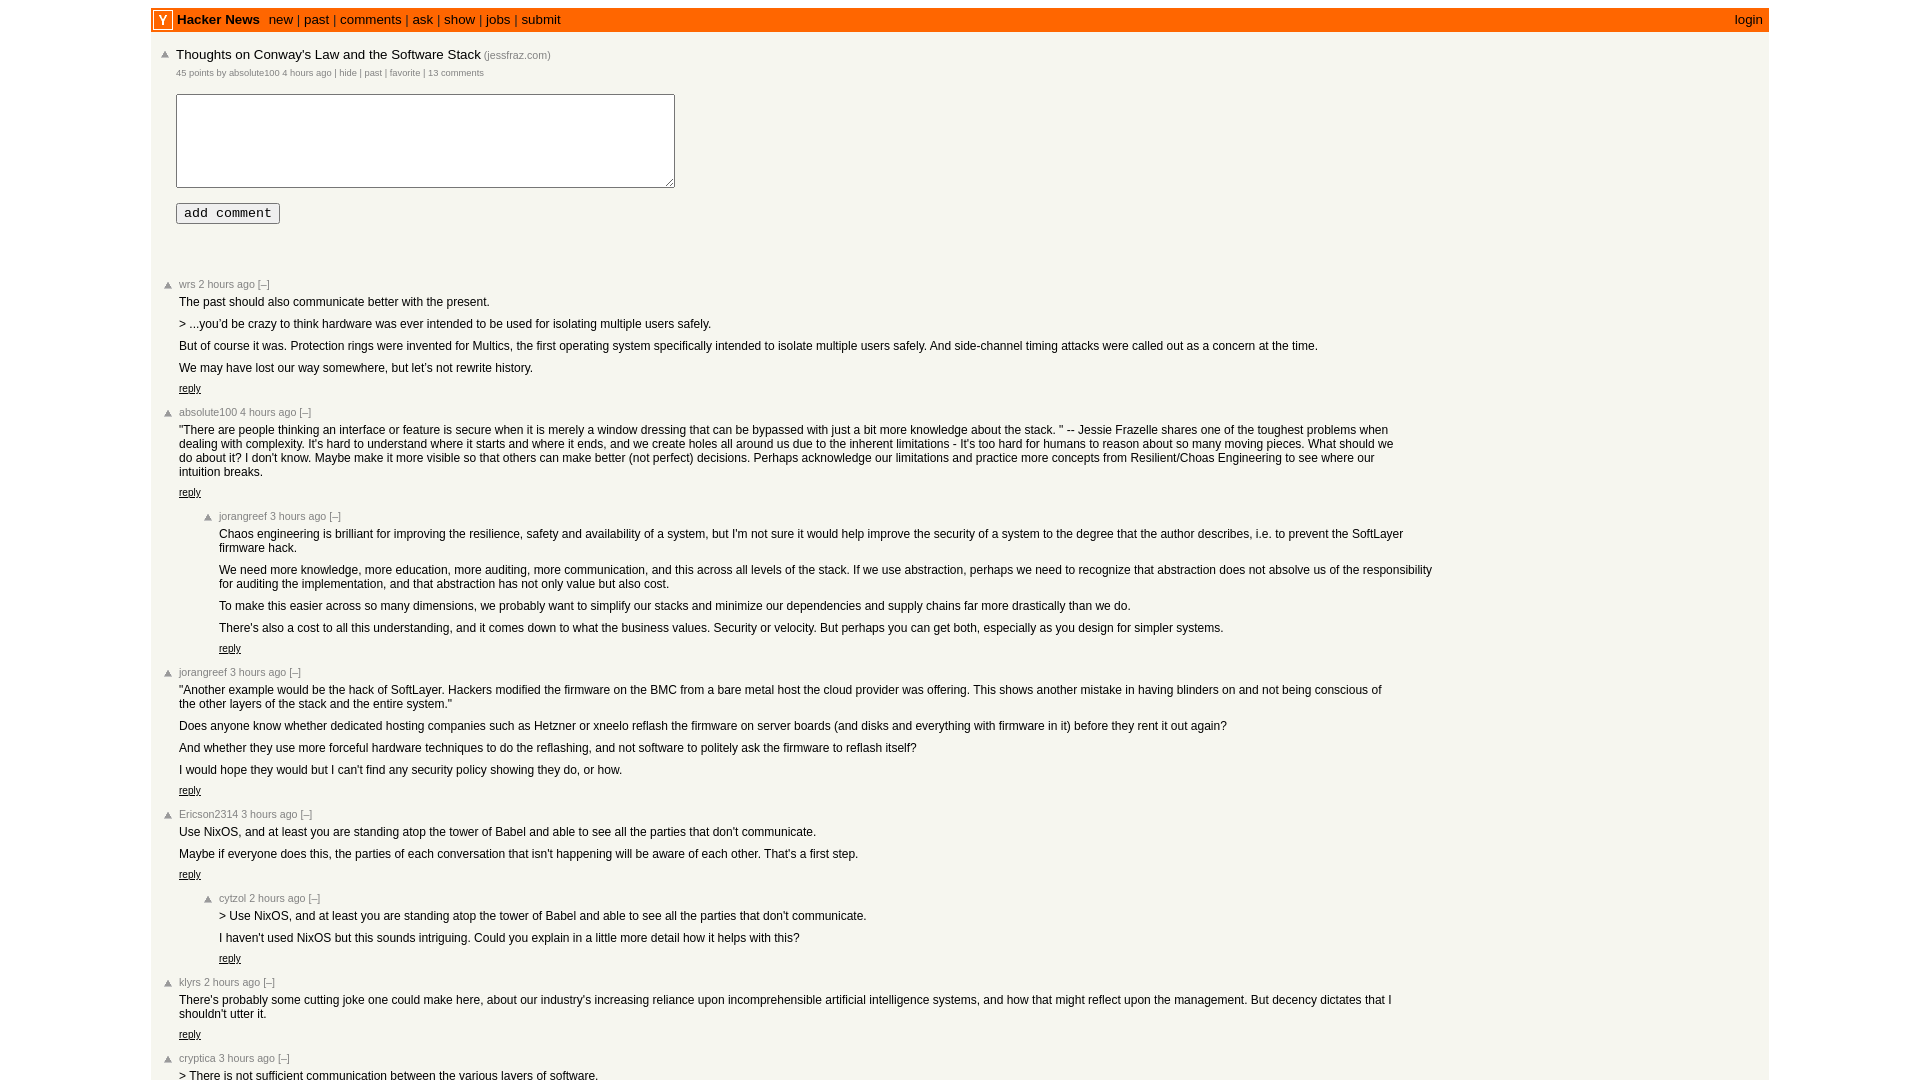 Y Hacker News new | past | comments | ask | show | jobs | submit login
Thoughts on Conway's Law and the Software Stack (jessfraz.com)
45 points by absolute100 4 hours ago | hide | past | favorite | 13 comments
add comment
wrs 2 hours ago [–]
The past should also communicate better with the present.
> ...you’d be crazy to think hardware was ever intended to be used for isolating multiple users safely.
But of course it was. Protection rings were invented for Multics, the first operating system specifically intended to isolate multiple users safely. And side-channel timing attacks were called out as a concern at the time.
We may have lost our way somewhere, but let’s not rewrite history.
reply
absolute100 4 hours ago [–]
"There are people thinking an interface or feature is secure when it is merely a window dressing that can be bypassed with just a bit more knowledge about the stack. " -- Jessie Frazelle shares one of the toughest problems when
dealing with complexity. It's hard to understand where it starts and where it ends, and we create holes all around us due to the inherent limitations - It's too hard for humans to reason about so many moving pieces. What should we
do about it? I don't know. Maybe make it more visible so that others can make better (not perfect) decisions. Perhaps acknowledge our limitations and practice more concepts from Resilient/Choas Engineering to see where our
intuition breaks.
reply
jorangreef 3 hours ago [–]
Chaos engineering is brilliant for improving the resilience, safety and availability of a system, but I'm not sure it would help improve the security of a system to the degree that the author describes, i.e. to prevent the SoftLayer
firmware hack.
We need more knowledge, more education, more auditing, more communication, and this across all levels of the stack. If we use abstraction, perhaps we need to recognize that abstraction does not absolve us of the responsibility
for auditing the implementation, and that abstraction has not only value but also cost.
To make this easier across so many dimensions, we probably want to simplify our stacks and minimize our dependencies and supply chains far more drastically than we do.
There's also a cost to all this understanding, and it comes down to what the business values. Security or velocity. But perhaps you can get both, especially as you design for simpler systems.
reply
jorangreef 3 hours ago [–]
"Another example would be the hack of SoftLayer. Hackers modified the firmware on the BMC from a bare metal host the cloud provider was offering. This shows another mistake in having blinders on and not being conscious of
the other layers of the stack and the entire system."
Does anyone know whether dedicated hosting companies such as Hetzner or xneelo reflash the firmware on server boards (and disks and everything with firmware in it) before they rent it out again?
And whether they use more forceful hardware techniques to do the reflashing, and not software to politely ask the firmware to reflash itself?
I would hope they would but I can't find any security policy showing they do, or how.
reply
Ericson2314 3 hours ago [–]
Use NixOS, and at least you are standing atop the tower of Babel and able to see all the parties that don't communicate.
Maybe if everyone does this, the parties of each conversation that isn't happening will be aware of each other. That's a first step.
reply
cytzol 2 hours ago [–]
> Use NixOS, and at least you are standing atop the tower of Babel and able to see all the parties that don't communicate.
I haven't used NixOS but this sounds intriguing. Could you explain in a little more detail how it helps with this?
reply
klyrs 2 hours ago [–]
There's probably some cutting joke one could make here, about our industry's increasing reliance upon incomprehensible artificial intelligence systems, and how that might reflect upon the management. But decency dictates that I
shouldn't utter it.
reply
cryptica 3 hours ago [–]
> There is not sufficient communication between the various layers of software.